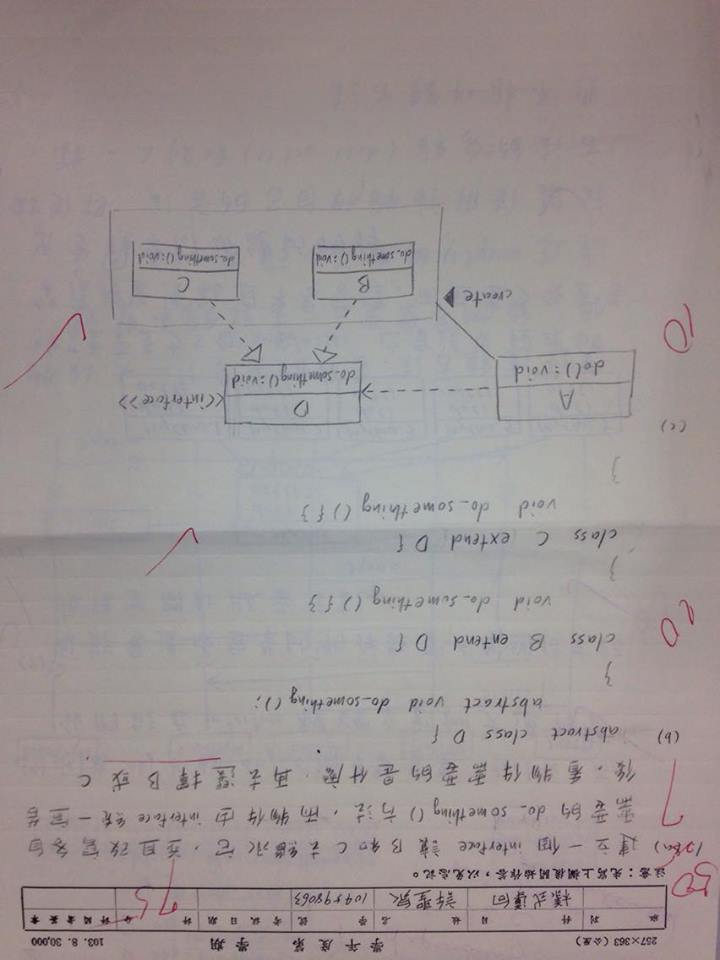 257×363 (公厘) 學年度第 學期 103. 8. 30,000
班 別 科 目 姓 名 學 號 考試日期 評 分 評閱者簽章
樣式導向 許聖泉 104598063 75
50
注意:先寫上欄後開始作答,以免忘記。
(a) 建立一個 interface 讓 B 和 C 去繼承它,並且改寫各自
7 需要的 do_something() 方法,而物件由 interface 統一宣告
後,看物件需要的是什麼,再去選擇 B 或 C.
(b) abstract class D {
abstract void do_something();
}
10 class B entend D {
void do_something(){}
}
class C extend D {
void do_something(){}
}
(c)
A D <<interface>>
do():void do_something():void
10
create
B C
do_something():void do_something():void